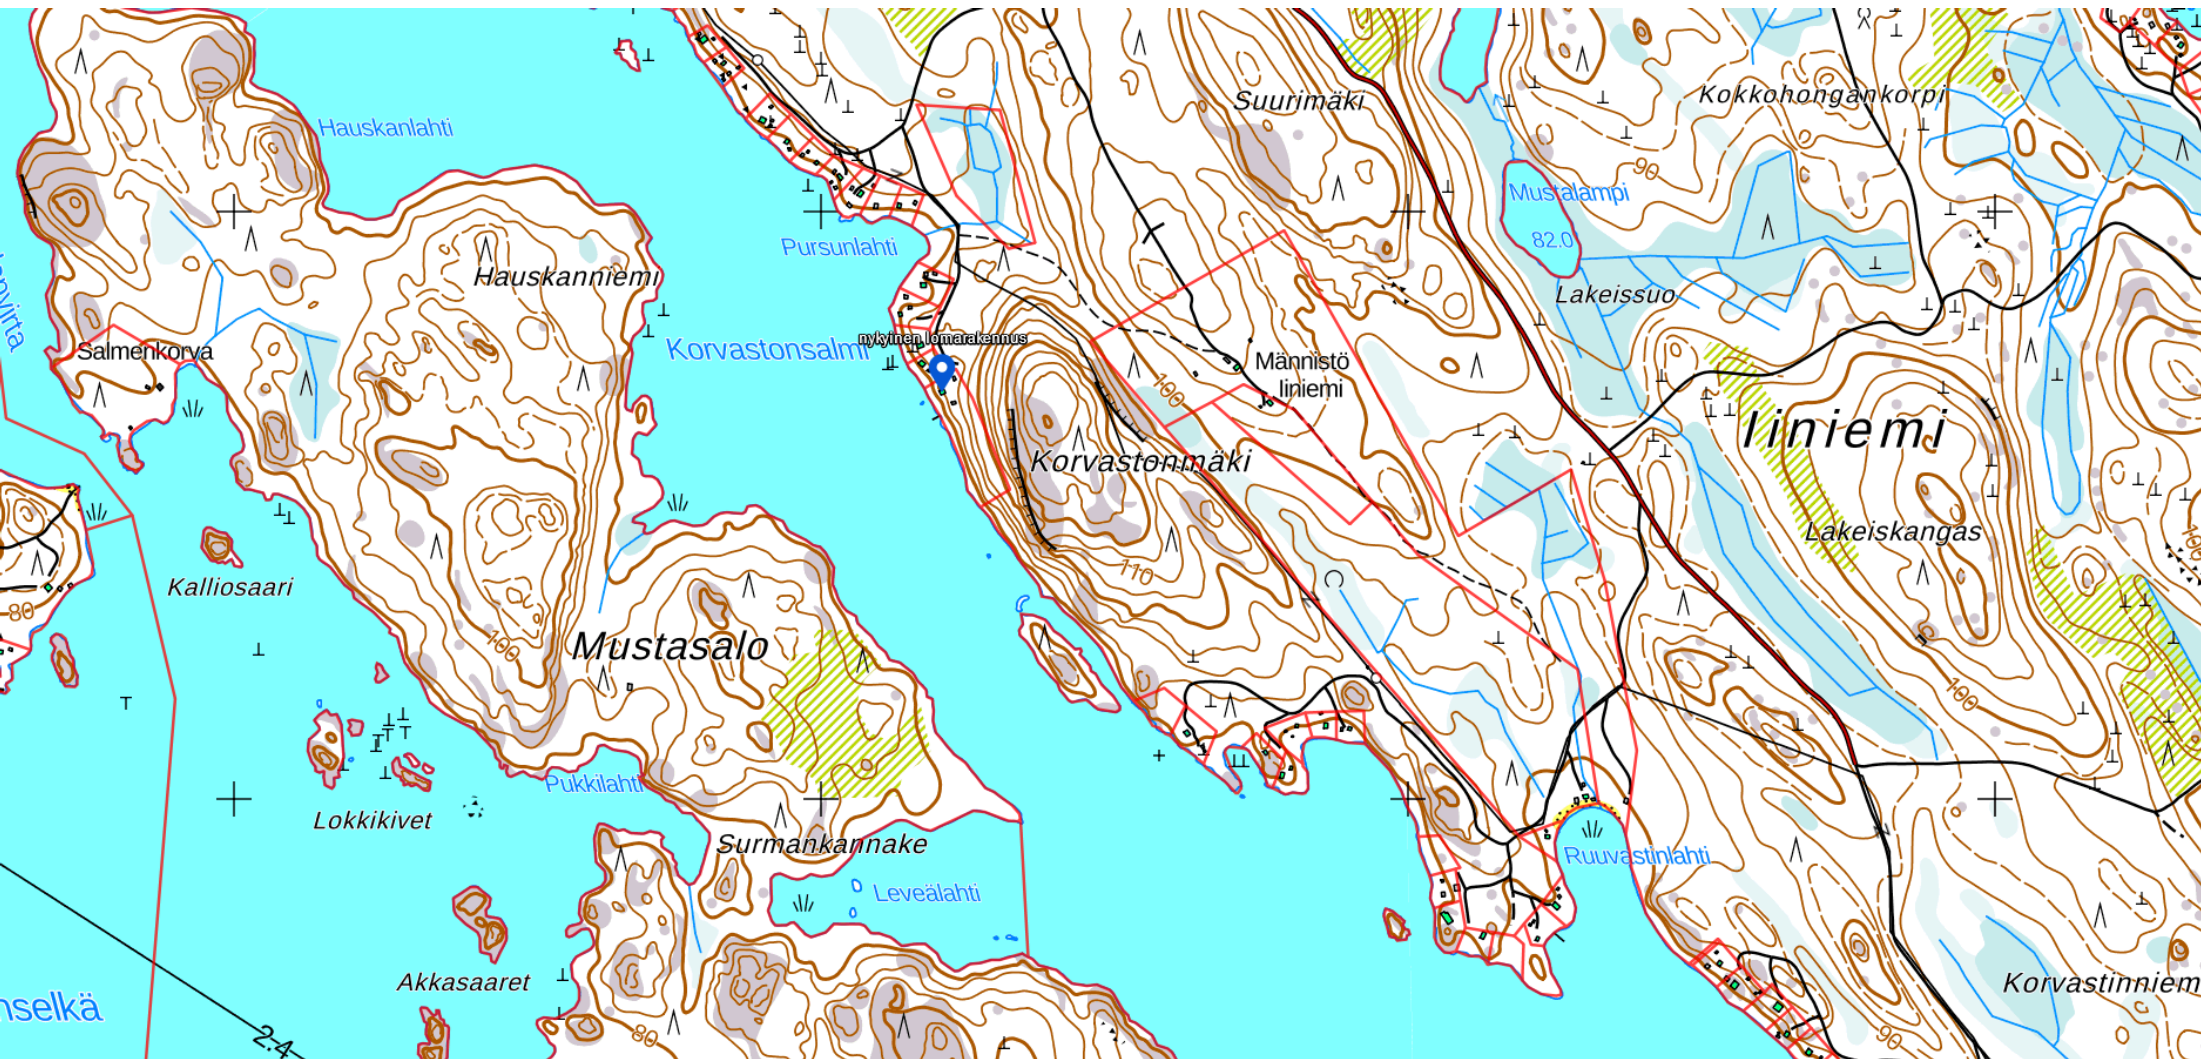 Suurimäki
Kokkohongankorpi
Hauskanlahti
90
Mustalampi
82.0
Pursunlahti
Hauskanniemi
Lakeissuo
nykyinen lomarakennus
Salmenkorva
Korvastonsalmi
Männistö
Iiniemi
100
Iiniemi
Korvastonmäki
Lakeiskangas
110
Kalliosaari
80
100
Mustasalo
100
Pukkilahti
Lokkikivet
Surmankannake
Ruuvastinlahti
Leveälahti
Akkasaaret
Korvastinniem
nselkä
2.4
80
90